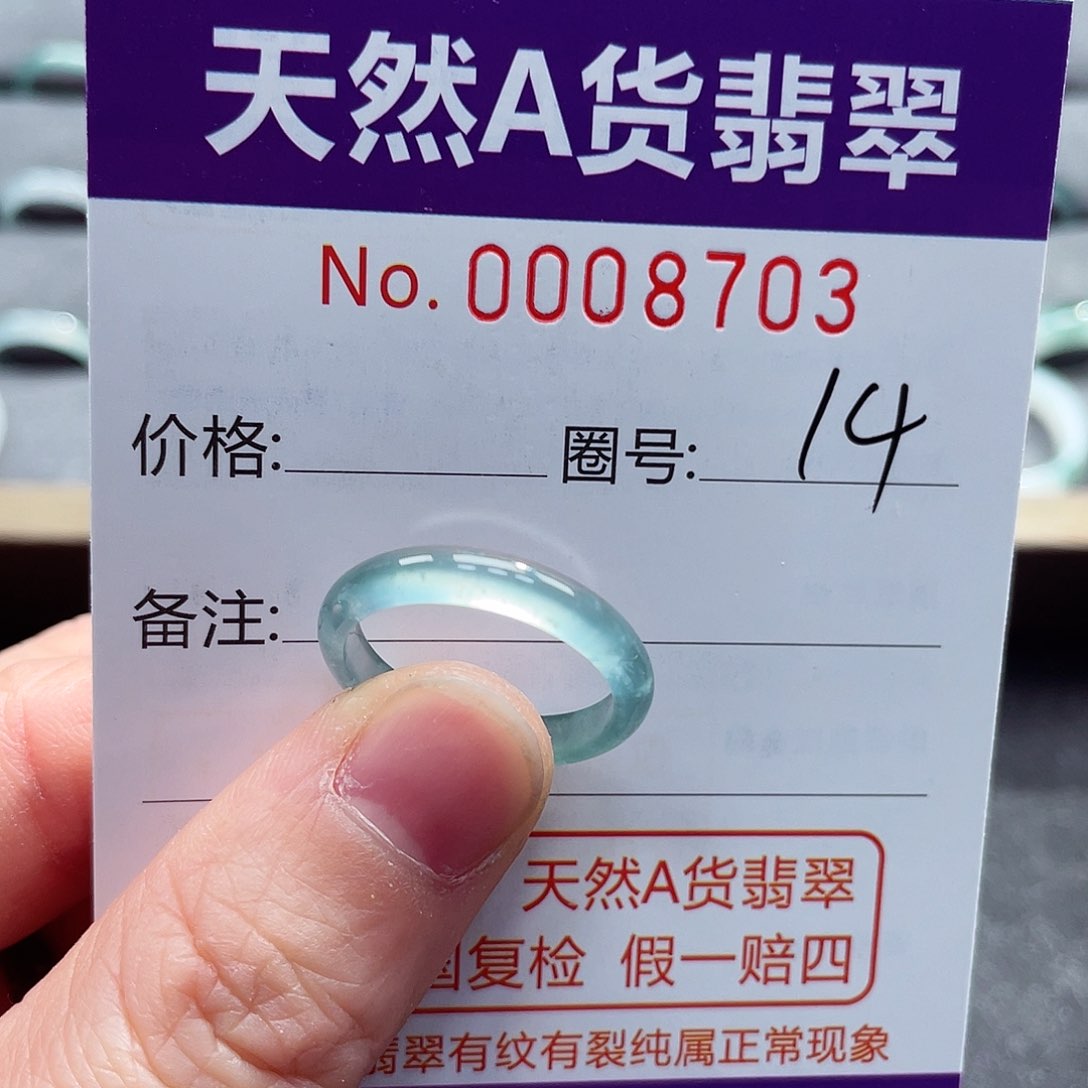 天然A货翡翠
No. 0008703
价格: 圈号: 14
备注:
天然A货翡翠
国复检 假一赔四
翡翠有纹有裂纯属正常现象